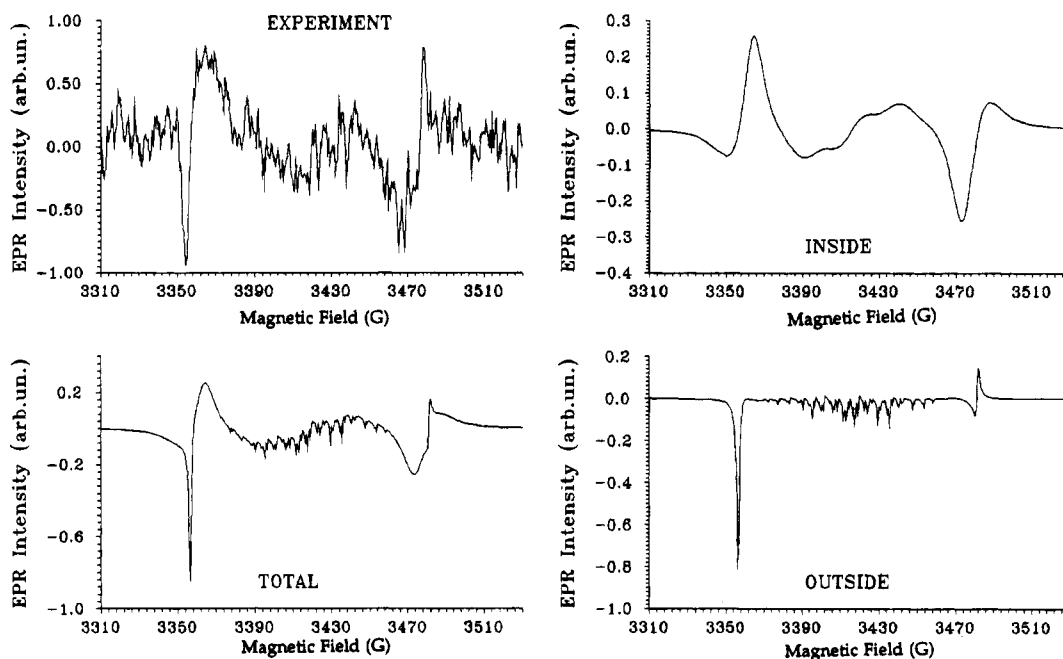 EXPERIMENT
EPR Intensity (arb.un.)
1.00
0.50
0.00
−0.50
−1.00
3310 3350 3390 3430 3470 3510
Magnetic Field (G)
INSIDE
EPR Intensity (arb.un.)
0.3
0.2
0.1
0.0
−0.1
−0.2
−0.3
−0.4
3310 3350 3390 3430 3470 3510
Magnetic Field (G)
TOTAL
EPR Intensity (arb.un.)
0.2
−0.2
−0.6
−1.0
3310 3350 3390 3430 3470 3510
Magnetic Field (G)
OUTSIDE
EPR Intensity (arb.un.)
0.2
0.0
−0.2
−0.4
−0.6
−0.8
−1.0
3310 3350 3390 3430 3470 3510
Magnetic Field (G)